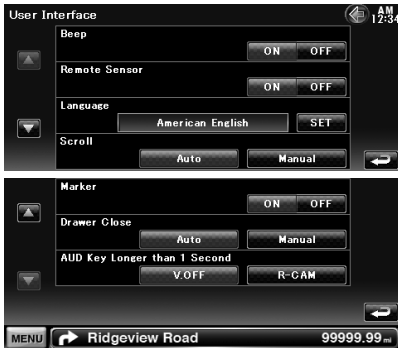 User Interface
AM
12:34
Beep
ON OFF
Remote Sensor
ON OFF
Language
American English SET
Scroll
Auto Manual
Marker
ON OFF
Drawer Close
Auto Manual
AUD Key Longer than 1 Second
V.OFF R-CAM
MENU Ridgeview Road 99999.99 mi